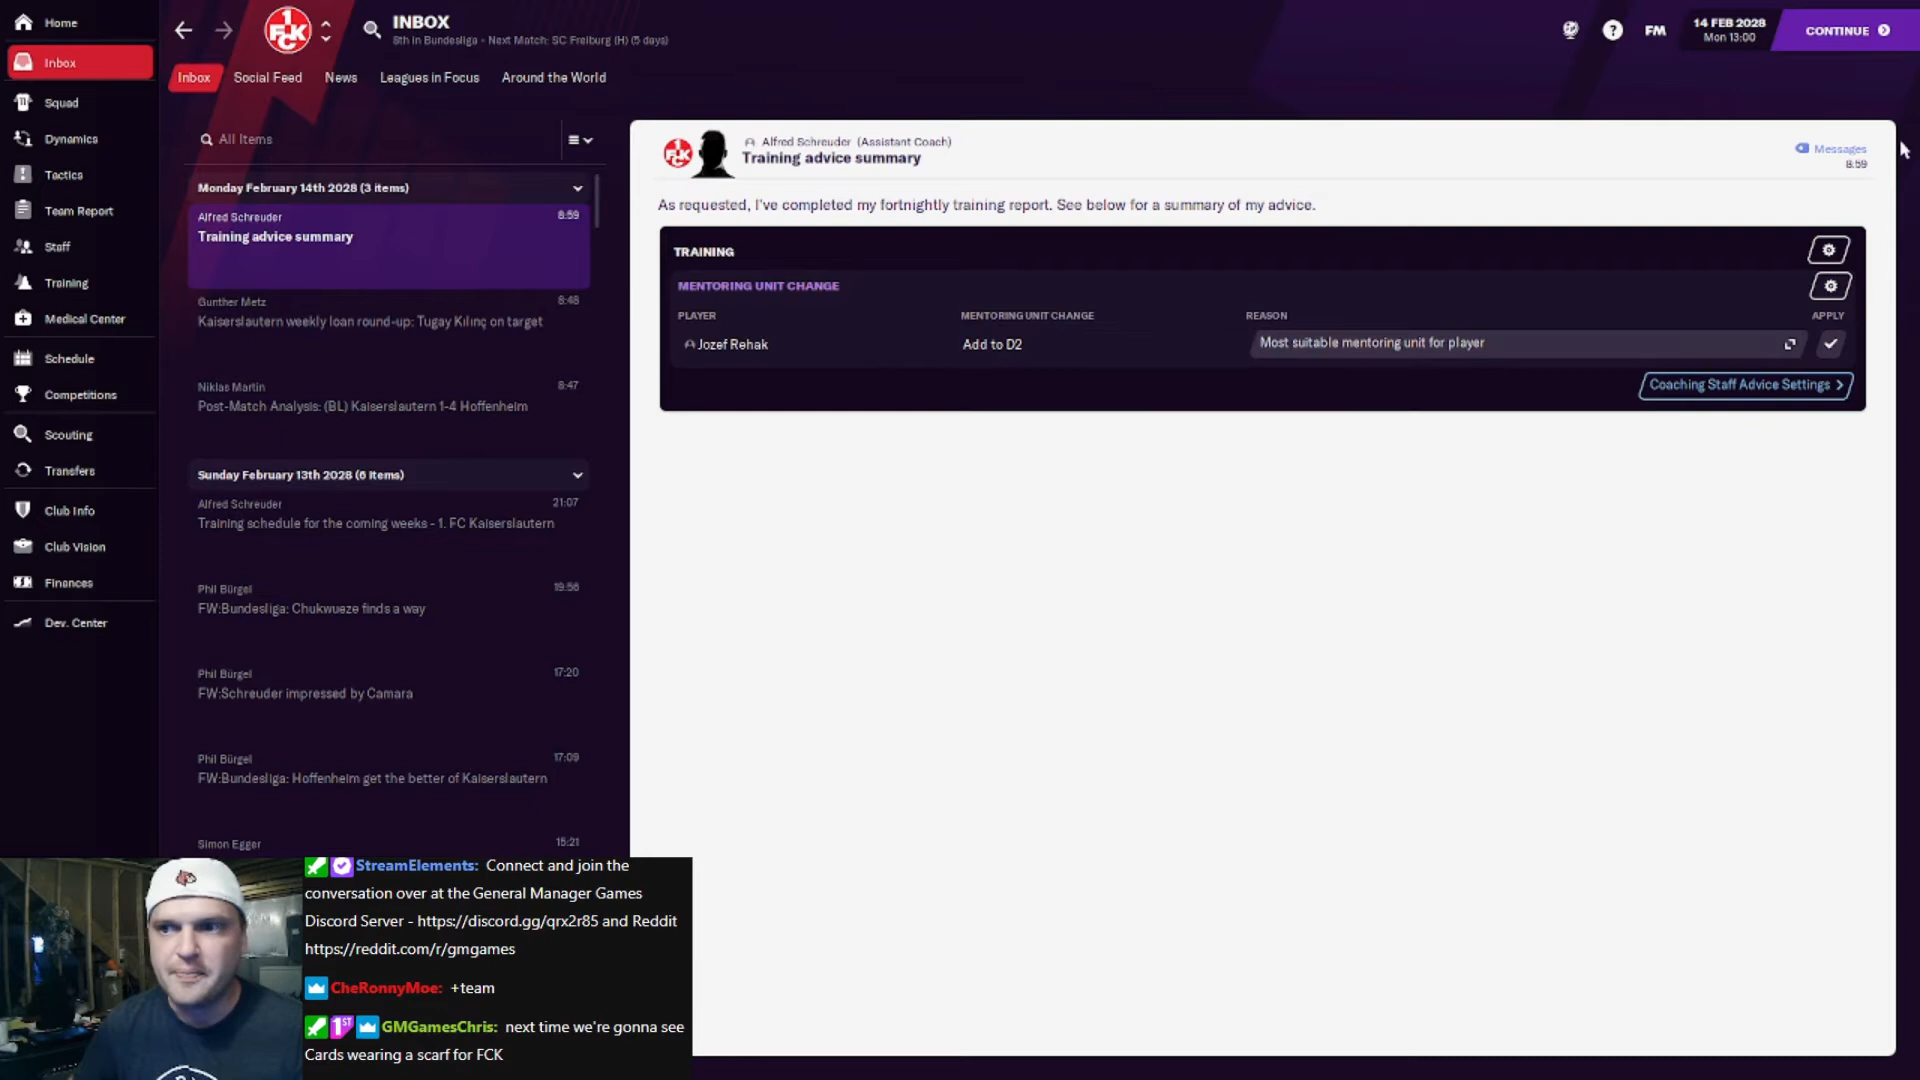 Home
Inbox
Squad
Dynamics
Tactics
Team Report
Staff
Training
Medical Center
Schedule
Competitions
Scouting
Transfers
Club Info
Club Vision
Finances
Dev. Center
1
FCK
INBOX
8th in Bundesliga - Next Match: SC Freiburg (H) (5 days)
FM
14 FEB 2028
Mon 13:00
CONTINUE
Inbox
Social Feed
News
Leagues in Focus
Around the World
All Items
Monday February 14th 2028 (3 items)
Alfred Schreuder 8:59
Training advice summary
Gunther Metz 8:48
Kaiserslautern weekly loan round-up: Tugay Kılınç on target
Niklas Martin 8:47
Post-Match Analysis: (BL) Kaiserslautern 1-4 Hoffenheim
Sunday February 13th 2028 (6 items)
Alfred Schreuder 21:07
Training schedule for the coming weeks - 1. FC Kaiserslautern
Phil Bürgel 19:56
FW:Bundesliga: Chukwueze finds a way
Phil Bürgel 17:20
FW:Schreuder impressed by Camara
Phil Bürgel 17:09
FW:Bundesliga: Hoffenheim get the better of Kaiserslautern
Simon Egger 15:21
Alfred Schreuder (Assistant Coach)
Training advice summary
Messages
8:59
As requested, I've completed my fortnightly training report. See below for a summary of my advice.
TRAINING
MENTORING UNIT CHANGE
PLAYER MENTORING UNIT CHANGE REASON APPLY
Jozef Rehak Add to D2 Most suitable mentoring unit for player
Coaching Staff Advice Settings
StreamElements: Connect and join the
conversation over at the General Manager Games
Discord Server - https://discord.gg/qrx2r85 and Reddit
https://reddit.com/r/gmgames
CheRonnyMoe: +team
1ST GMGamesChris: next time we're gonna see
Cards wearing a scarf for FCK